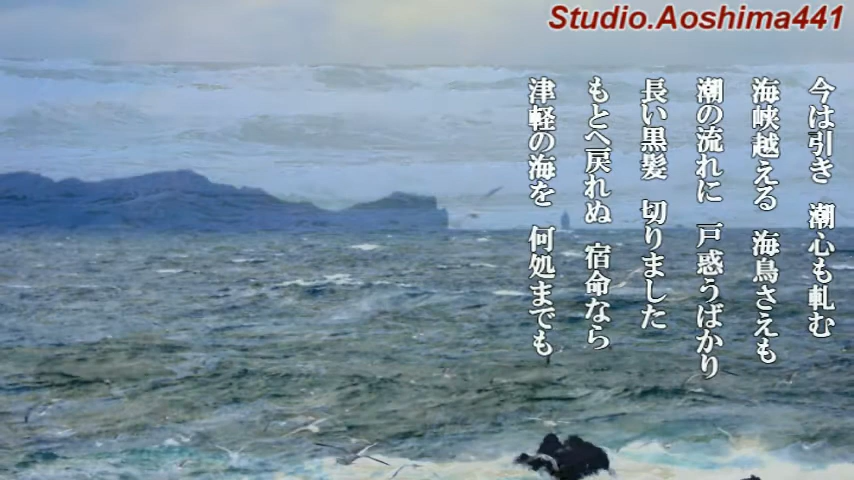 Studio.Aoshima441
今は引き　潮心も軋む
海峡越える　海鳥さえも
潮の流れに　戸惑うばかり
長い黒髪　切りました
もとへ戻れぬ　宿命なら
津軽の海を　何処までも